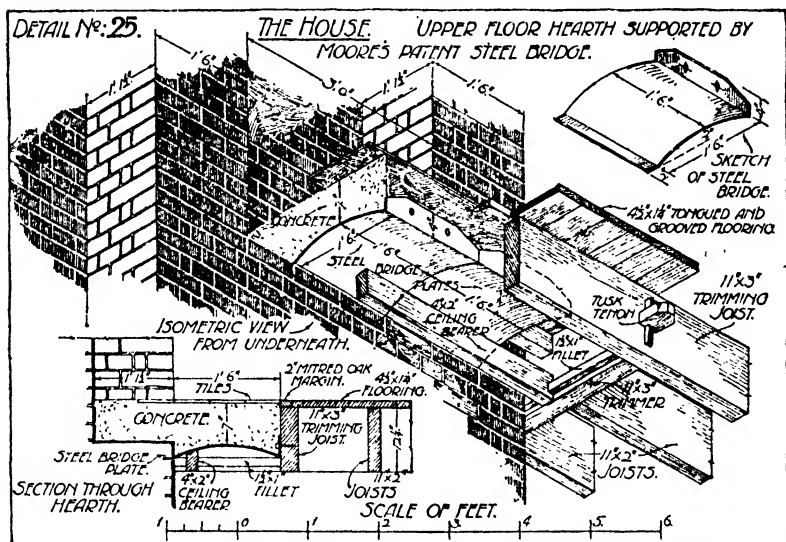 DETAIL Nº: 25.
THE HOUSE.
UPPER FLOOR HEARTH SUPPORTED BY
MOORE'S PATENT STEEL BRIDGE.
1'.1½"
1'.6"
3'.0"
1'.1½"
1'.6"
1'.6"
SKETCH
OF STEEL
BRIDGE.
4½"x1¼" TONGUED AND
GROOVED FLOORING.
CONCRETE
1'.6"
STEEL
BRIDGE
PLATES
4"x2"
CEILING
BEARER
1'.6"
TUSK
TENON
11"x3"
TRIMMING
JOIST.
1½"x1"
FILLET
11"x3"
TRIMMER
11"x2"
JOISTS.
ISOMETRIC VIEW
FROM UNDERNEATH.
1'.1½"
1'.6"
TILES
2" MITRED OAK
MARGIN.
4½"x1¼"
FLOORING.
CONCRETE.
11"x3"
TRIMMING
JOIST.
STEEL BRIDGE
PLATE.
4"x2"
CEILING
BEARER
1½"x1"
FILLET
11"x2"
JOISTS
SECTION THROUGH
HEARTH.
SCALE OF FEET.
1 0 1 2 3 4 5 6